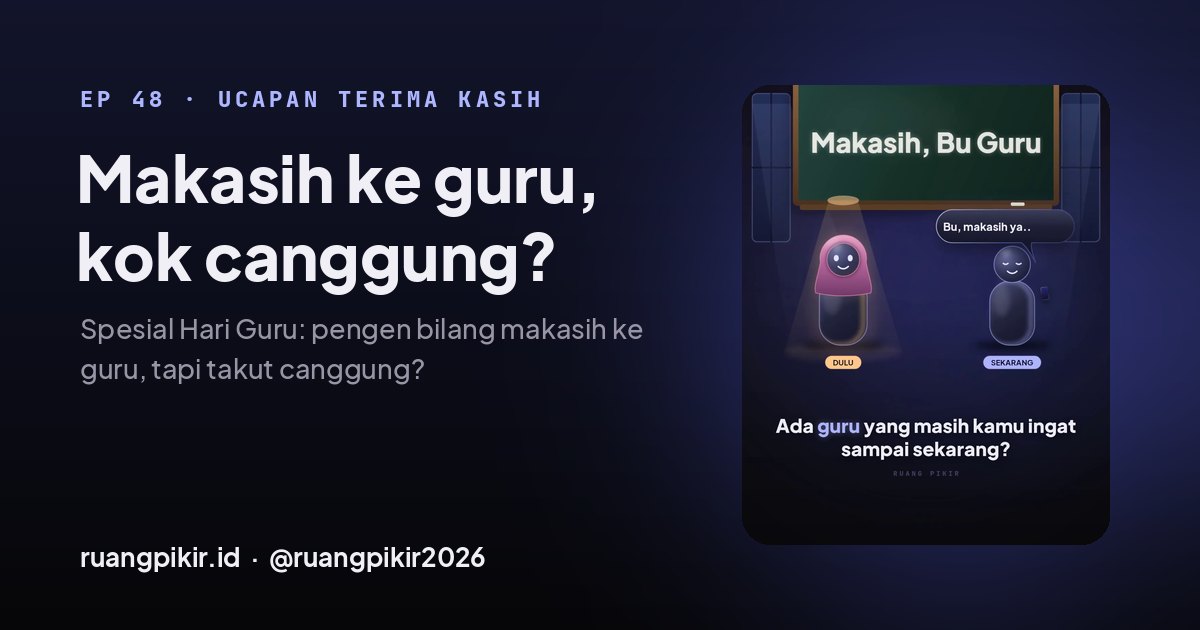 EP 48 · UCAPAN TERIMA KASIH
Makasih ke guru,
kok canggung?
Spesial Hari Guru: pengen bilang makasih ke
guru, tapi takut canggung?
ruangpikir.id · @ruangpikir2026
Makasih, Bu Guru
Bu, makasih ya..
DULU
SEKARANG
Ada guru yang masih kamu ingat
sampai sekarang?
RUANG PIKIR